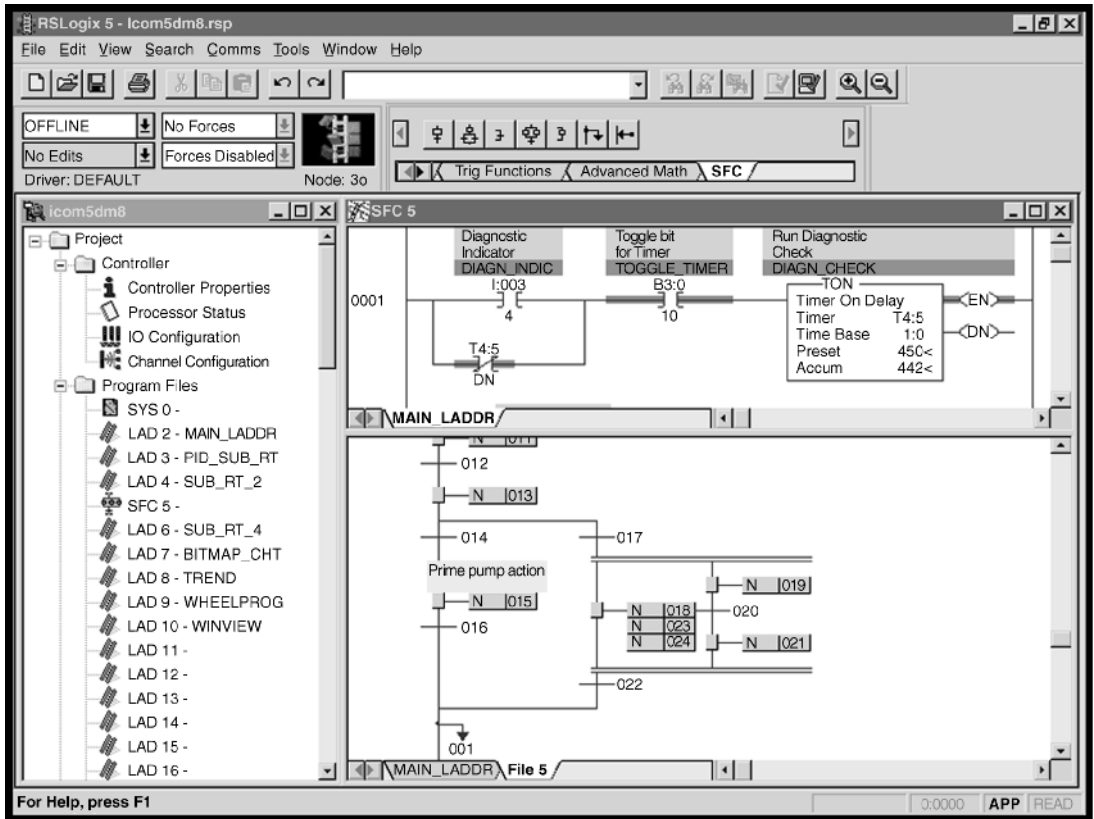 RSLogix 5 - Icom5dm8.rsp
File Edit View Search Comms Tools Window Help
OFFLINE No Forces
No Edits Forces Disabled
Driver: DEFAULT Node: 3o
Trig Functions Advanced Math SFC
icom5dm8
Project
Controller
Controller Properties
Processor Status
IO Configuration
Channel Configuration
Program Files
SYS 0 -
LAD 2 - MAIN_LADDR
LAD 3 - PID_SUB_RT
LAD 4 - SUB_RT_2
SFC 5 -
LAD 6 - SUB_RT_4
LAD 7 - BITMAP_CHT
LAD 8 - TREND
LAD 9 - WHEELPROG
LAD 10 - WINVIEW
LAD 11 -
LAD 12 -
LAD 13 -
LAD 14 -
LAD 15 -
LAD 16 -
SFC 5
Diagnostic Indicator
DIAGN_INDIC
Toggle bit for Timer
TOGGLE_TIMER
Run Diagnostic Check
DIAGN_CHECK
0001
I:003
4
B3:0
10
T4:5
DN
TON
Timer On Delay
Timer T4:5
Time Base 1:0
Preset 450<
Accum 442<
EN
DN
MAIN_LADDR
N 011
012
N 013
014
017
Prime pump action
N 015
016
N 018
N 023
N 024
N 019
020
N 021
022
001
MAIN_LADDR File 5
For Help, press F1
0:0000 APP READ